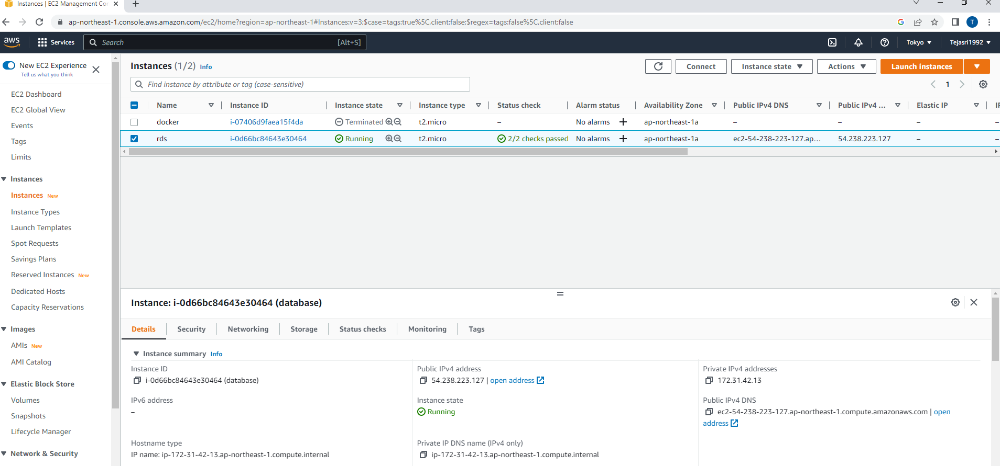 Instances | EC2 Management Con
ap-northeast-1.console.aws.amazon.com/ec2/home?region=ap-northeast-1#Instances:v=3;$case=tags:true%5C,client:false;$regex=tags:false%5C,client:false
G
T
aws
Services
Search
[Alt+S]
Tokyo
Tejasri1992
New EC2 Experience
Tell us what you think
EC2 Dashboard
EC2 Global View
Events
Tags
Limits
Instances
Instances New
Instance Types
Launch Templates
Spot Requests
Savings Plans
Reserved Instances New
Dedicated Hosts
Capacity Reservations
Images
AMIs New
AMI Catalog
Elastic Block Store
Volumes
Snapshots
Lifecycle Manager
Network & Security
Instances (1/2) Info
Connect
Instance state
Actions
Launch instances
Find instance by attribute or tag (case-sensitive)
1
Name Instance ID Instance state Instance type Status check Alarm status Availability Zone Public IPv4 DNS Public IPv4 ... Elastic IP
docker i-07406d9faea15f4da Terminated t2.micro – No alarms + ap-northeast-1a – – – –
rds i-0d66bc84643e30464 Running t2.micro 2/2 checks passed No alarms + ap-northeast-1a ec2-54-238-223-127.ap... 54.238.223.127 – –
Instance: i-0d66bc84643e30464 (database)
Details Security Networking Storage Status checks Monitoring Tags
Instance summary Info
Instance ID
i-0d66bc84643e30464 (database)
Public IPv4 address
54.238.223.127 | open address
Private IPv4 addresses
172.31.42.13
IPv6 address
–
Instance state
Running
Public IPv4 DNS
ec2-54-238-223-127.ap-northeast-1.compute.amazonaws.com | open
address
Hostname type
IP name: ip-172-31-42-13.ap-northeast-1.compute.internal
Private IP DNS name (IPv4 only)
ip-172-31-42-13.ap-northeast-1.compute.internal